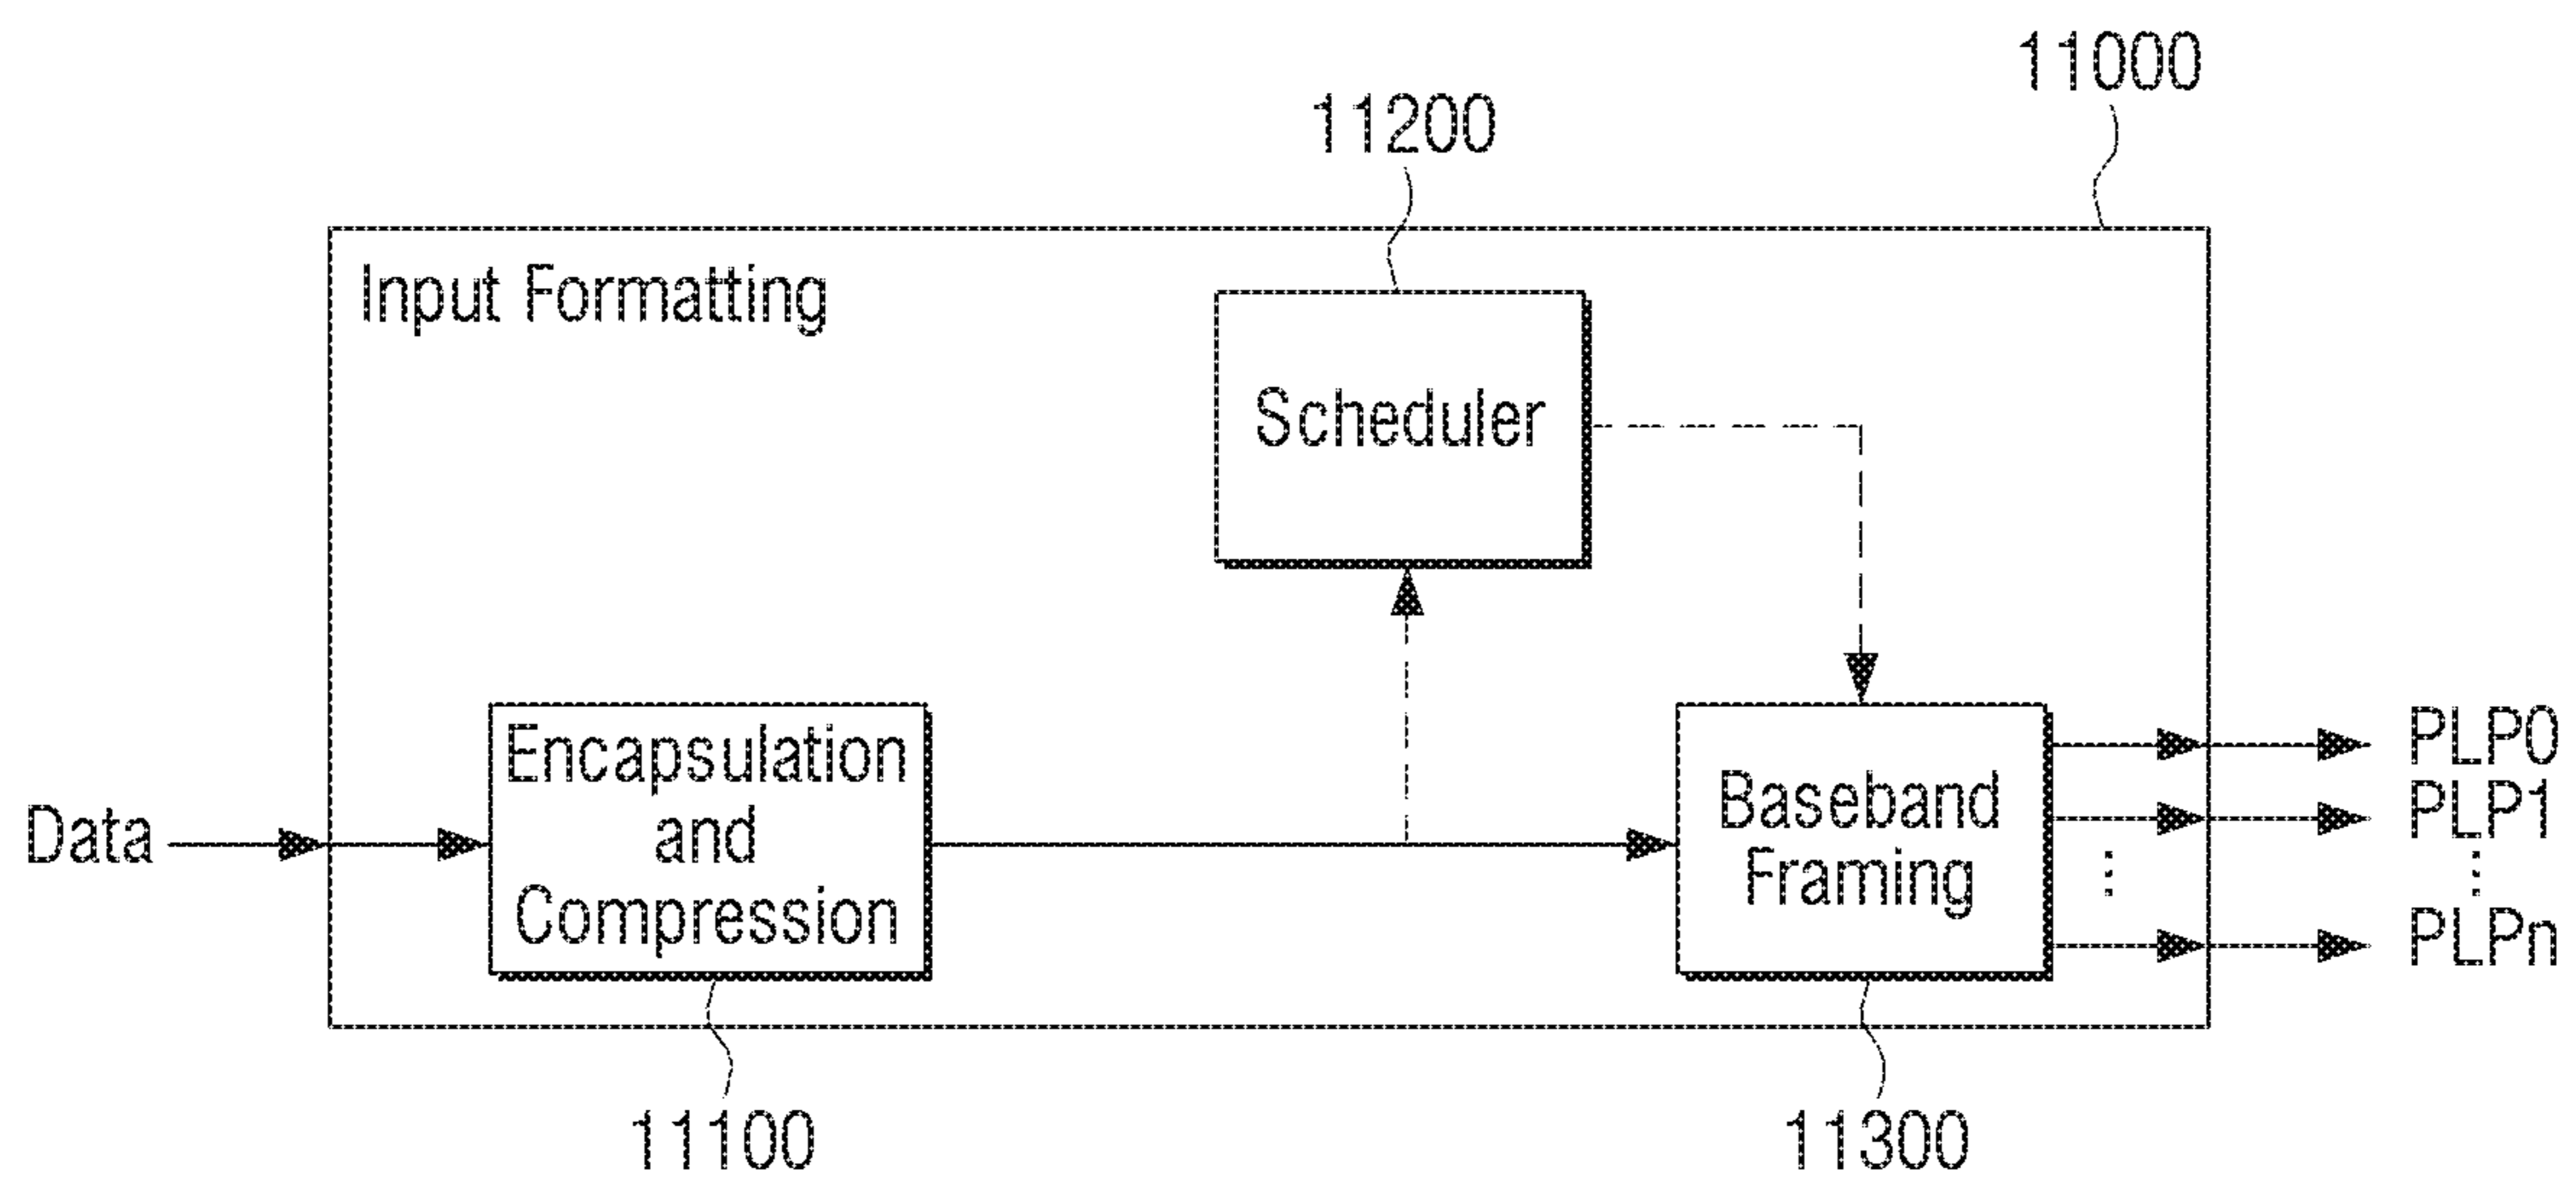 11000
11200
Input Formatting
Scheduler
Encapsulation
and
Compression
Data
Baseband
Framing
PLP0
PLP1
⋮
PLPn
11100
11300